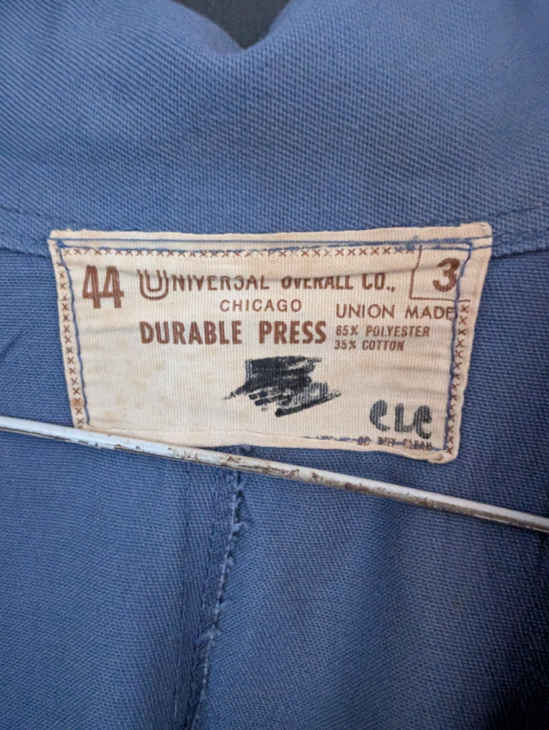 44 UNIVERSAL OVERALL CO., 3
CHICAGO UNION MADE
DURABLE PRESS 65% POLYESTER
35% COTTON
CLC